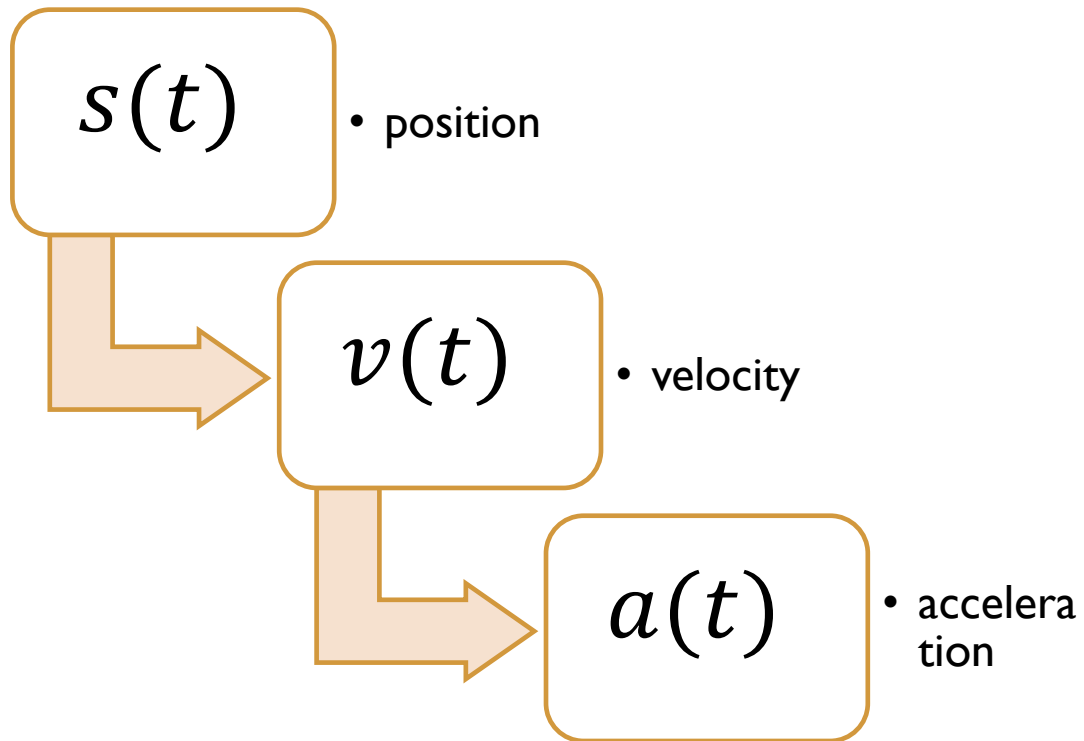 s(t)
• position
v(t)
• velocity
a(t)
• accelera
tion